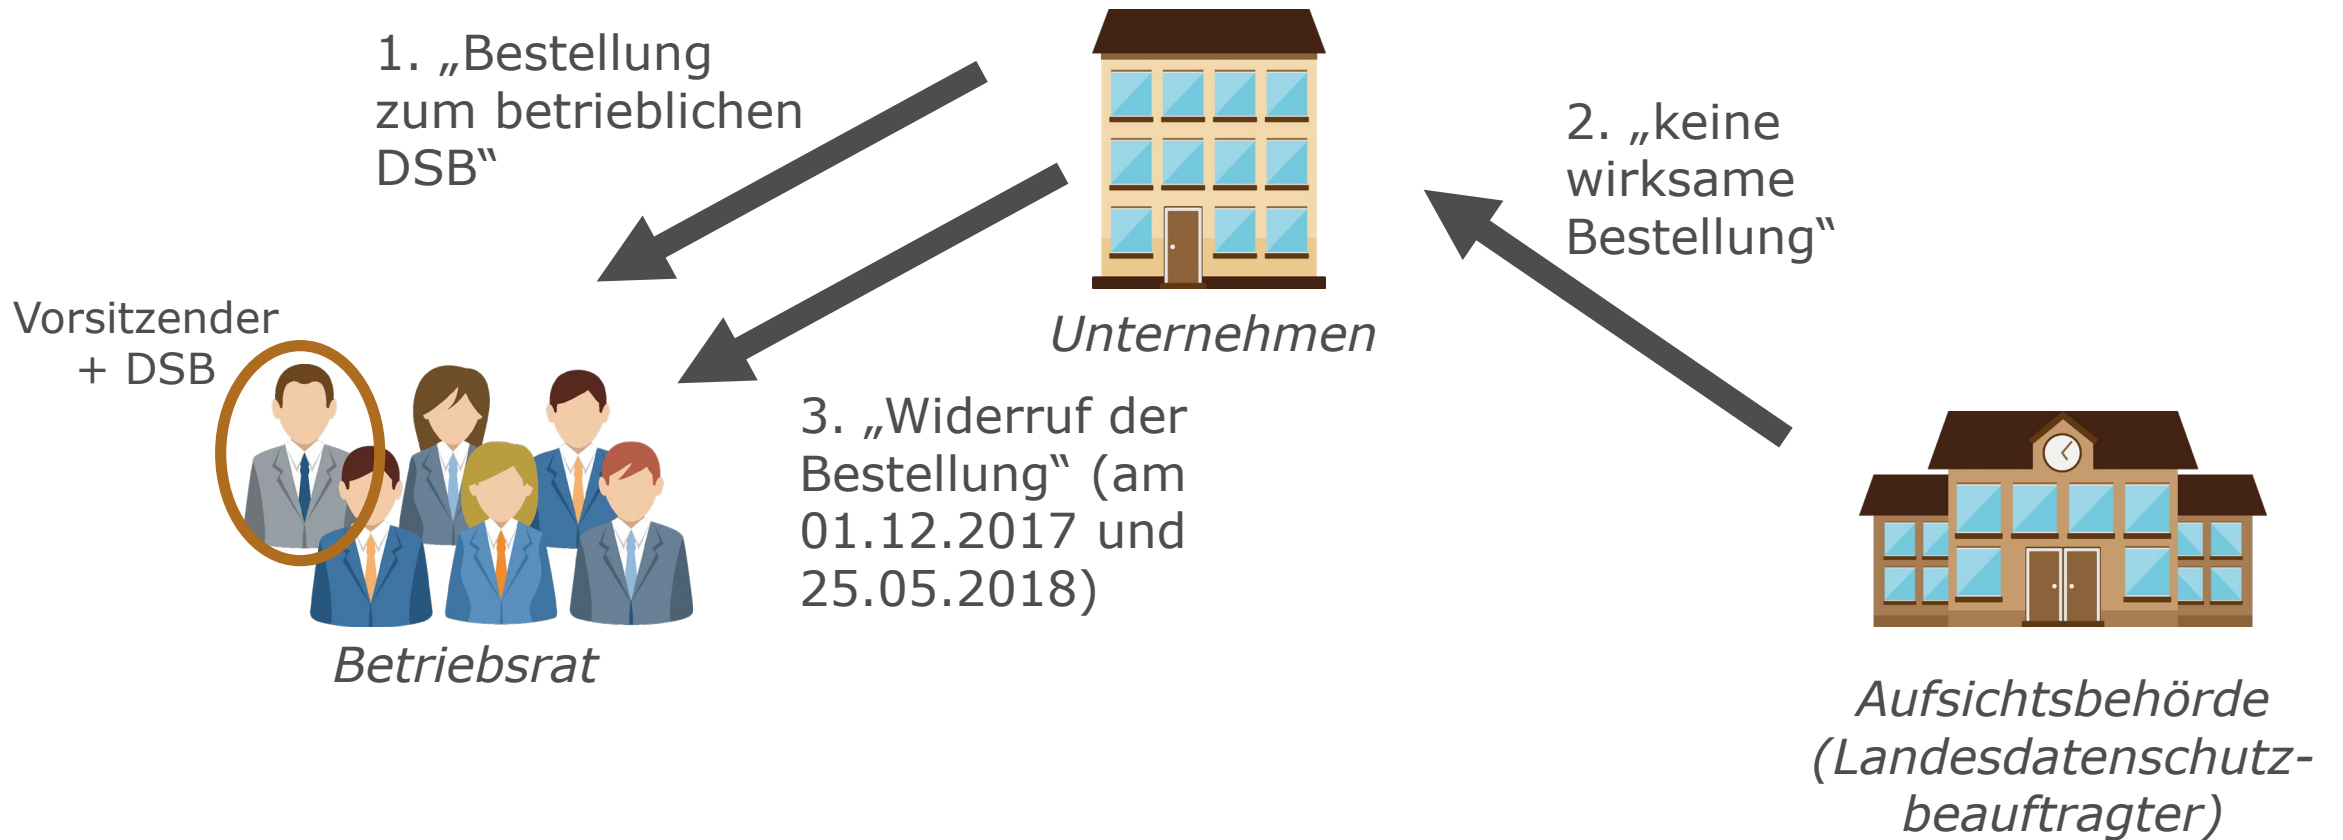 1. „Bestellung
zum betrieblichen
DSB“
2. „keine
wirksame
Bestellung“
Vorsitzender
+ DSB
Unternehmen
3. „Widerruf der
Bestellung“ (am
01.12.2017 und
25.05.2018)
Betriebsrat
Aufsichtsbehörde
(Landesdatenschutz-
beauftragter)